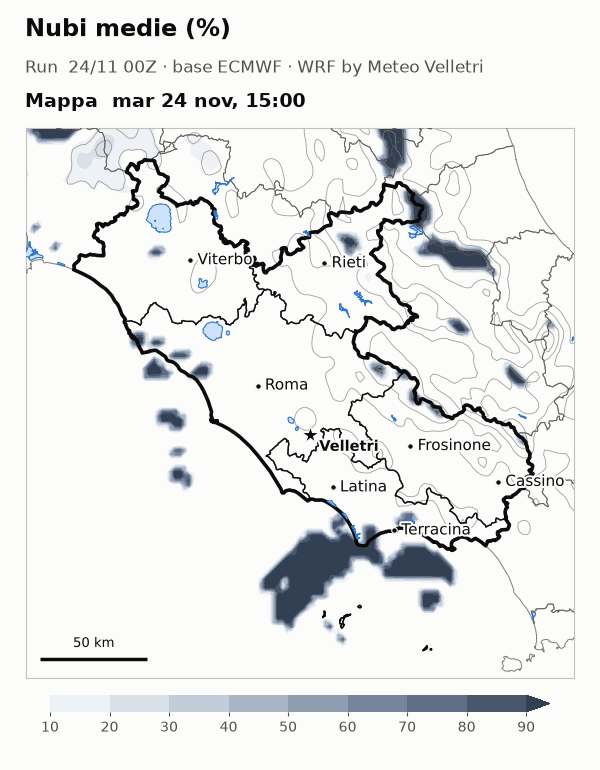 Nubi medie (%)
Run  24/11 00Z · base ECMWF · WRF by Meteo Velletri
Mappa  mar 24 nov, 15:00
Viterbo
Rieti
Roma
Velletri
Frosinone
Latina
Cassino
Terracina
50 km
10 20 30 40 50 60 70 80 90